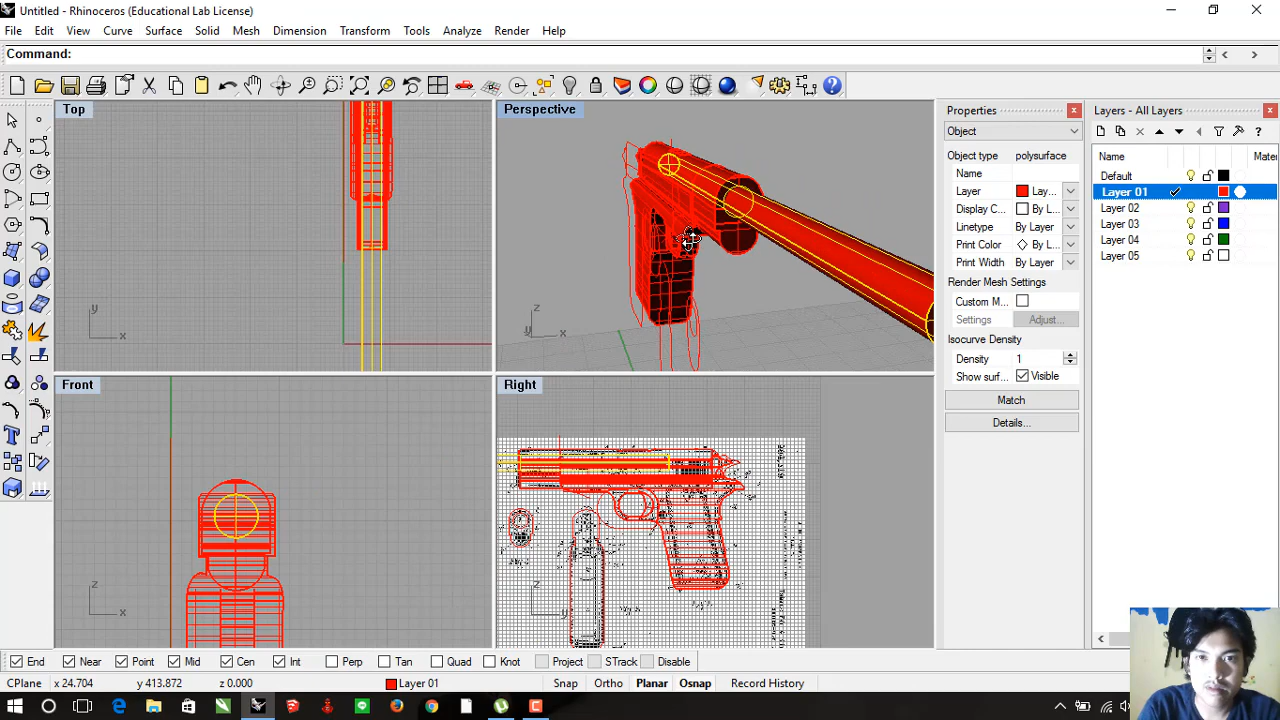 Untitled - Rhinoceros (Educational Lab License)
File Edit View Curve Surface Solid Mesh Dimension Transform Tools Analyze Render Help
Command:
Top
Perspective
Front
Right
y
x
z
x
y
z
x
z
y
Properties
Object
Object type polysurface
Name
Layer Lay...
Display C... By L
Linetype By L
Print Color By L
Print Width By Layer
Render Mesh Settings
Custom M...
Settings Adjust...
Isocurve Density
Density 1
Show surf... Visible
Match
Details...
Layers - All Layers
Name Mater
Default
Layer 01
Layer 02
Layer 03
Layer 04
Layer 05
End Near Point Mid Cen Int Perp Tan Quad Knot Project STrack Disable
CPlane x 24.704 y 413.872 z 0.000 Layer 01 Snap Ortho Planar Osnap Record History